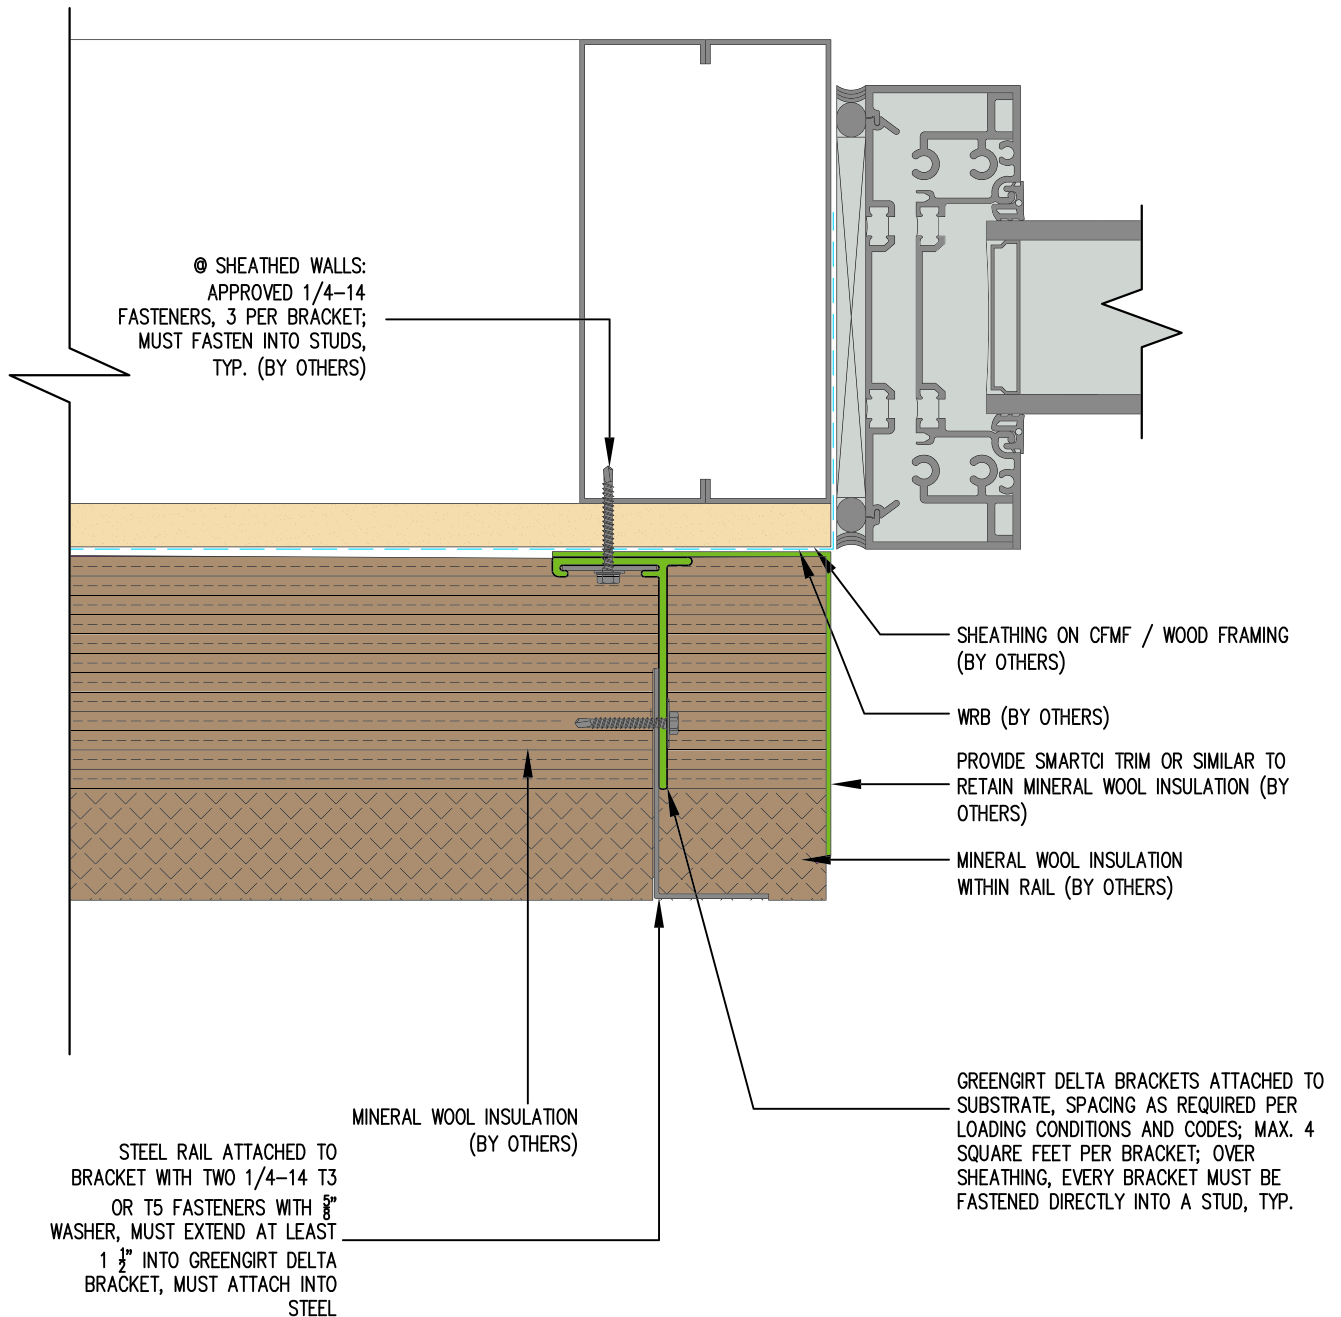 @ SHEATHED WALLS:
APPROVED 1/4-14
FASTENERS, 3 PER BRACKET;
MUST FASTEN INTO STUDS,
TYP. (BY OTHERS)
SHEATHING ON CFMF / WOOD FRAMING
(BY OTHERS)
WRB (BY OTHERS)
PROVIDE SMARTCI TRIM OR SIMILAR TO
RETAIN MINERAL WOOL INSULATION (BY
OTHERS)
MINERAL WOOL INSULATION
WITHIN RAIL (BY OTHERS)
GREENGIRT DELTA BRACKETS ATTACHED TO
SUBSTRATE, SPACING AS REQUIRED PER
LOADING CONDITIONS AND CODES; MAX. 4
SQUARE FEET PER BRACKET; OVER
SHEATHING, EVERY BRACKET MUST BE
FASTENED DIRECTLY INTO A STUD, TYP.
MINERAL WOOL INSULATION
(BY OTHERS)
STEEL RAIL ATTACHED TO
BRACKET WITH TWO 1/4-14 T3
OR T5 FASTENERS WITH 5/8"
WASHER, MUST EXTEND AT LEAST
1 1/2" INTO GREENGIRT DELTA
BRACKET, MUST ATTACH INTO
STEEL